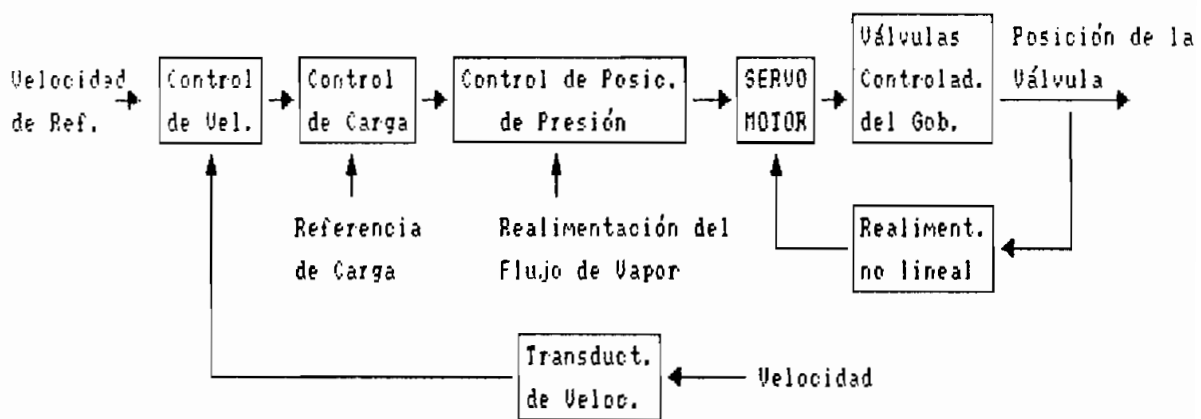 Velocidad
de Ref.
Control
de Vel.
Control
de Carga
Control de Posic.
de Presión
SERVO
MOTOR
Válvulas
Controlad.
del Gob.
Posición de la
Válvula
Referencia
de Carga
Realimentación del
Flujo de Vapor
Realiment.
no lineal
Transduct.
de Veloc.
Velocidad